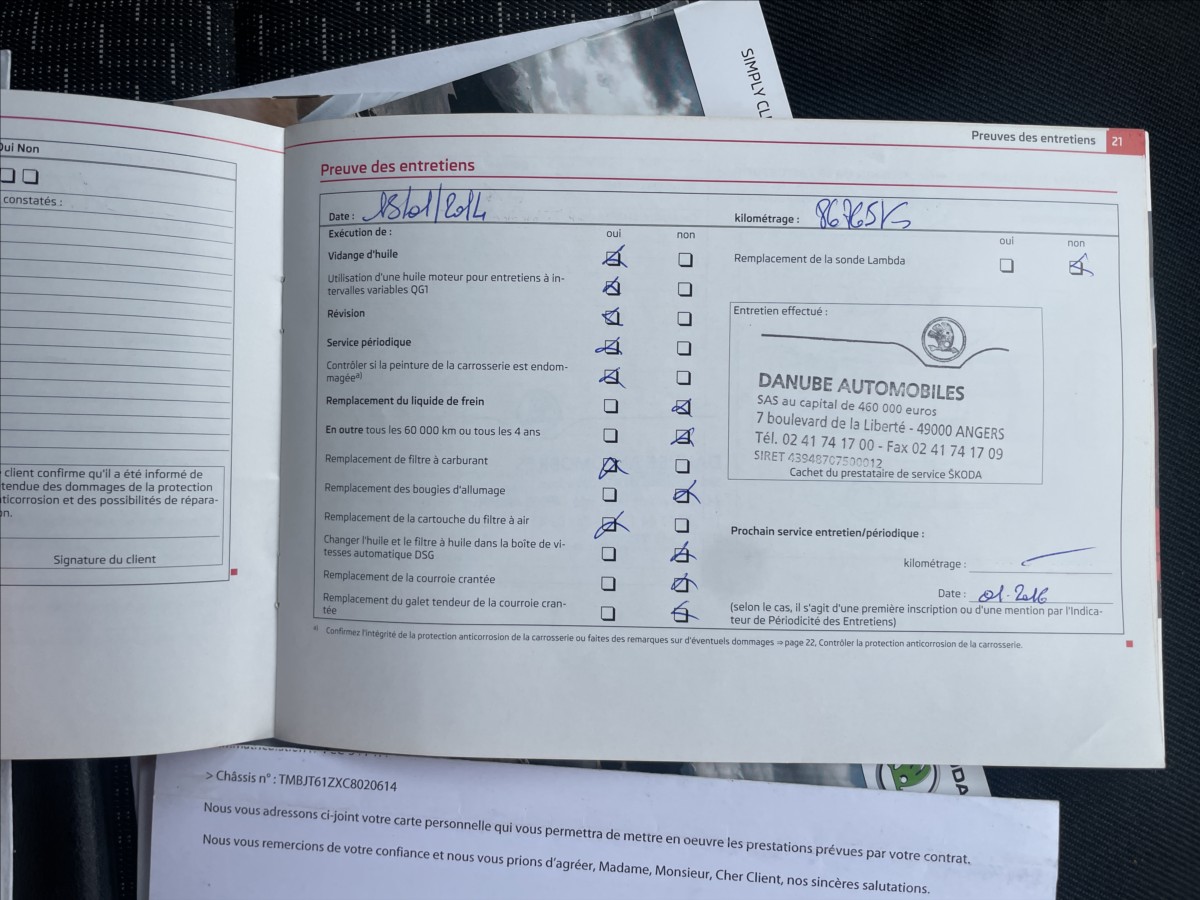 SIMPLY CL
Preuves des entretiens 21
Oui Non
constatés :
client confirme qu'il a été informé de
tendue des dommages de la protection
ticorrosion et des possibilités de répara-
on.
Signature du client
Preuve des entretiens
Date : 18/01/2014
kilométrage : 86765
Exécution de : oui non
Vidange d'huile
Utilisation d'une huile moteur pour entretiens à in-
tervalles variables QG1
Révision
Service périodique
Contrôler si la peinture de la carrosserie est endom-
magée a)
Remplacement du liquide de frein
En outre tous les 60 000 km ou tous les 4 ans
Remplacement de filtre à carburant
Remplacement des bougies d'allumage
Remplacement de la cartouche du filtre à air
Changer l'huile et le filtre à huile dans la boîte de vi-
tesses automatique DSG
Remplacement de la courroie crantée
Remplacement du galet tendeur de la courroie cran-
tée
oui non
Remplacement de la sonde Lambda
Entretien effectué :
DANUBE AUTOMOBILES
SAS au capital de 460 000 euros
7 boulevard de la Liberté - 49000 ANGERS
Tél. 02 41 74 17 00 - Fax 02 41 74 17 09
SIRET 43948707500012
Cachet du prestataire de service ŠKODA
Prochain service entretien/périodique :
kilométrage :
Date : 01.2016
(selon le cas, il s'agit d'une première inscription ou d'une mention par l'Indica-
teur de Périodicité des Entretiens)
a) Confirmez l'intégrité de la protection anticorrosion de la carrosserie ou faites des remarques sur d'éventuels dommages ⇒ page 22, Contrôler la protection anticorrosion de la carrosserie.
> Châssis n° : TMBJT61ZXC8020614
Nous vous adressons ci-joint votre carte personnelle qui vous permettra de mettre en oeuvre les prestations prévues par votre contrat.
Nous vous remercions de votre confiance et nous vous prions d'agréer, Madame, Monsieur, Cher Client, nos sincères salutations.